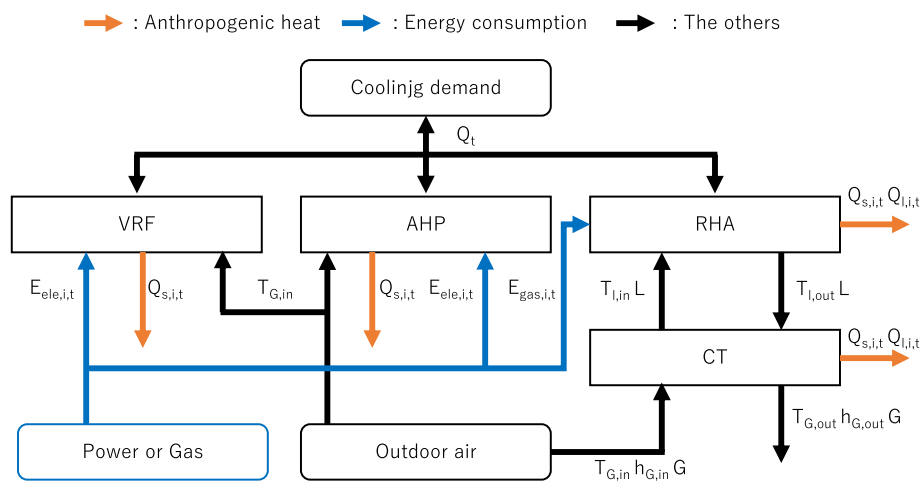 : Anthropogenic heat : Energy consumption : The others
Coolinjg demand
Qt
VRF AHP RHA
Qs,i,t Ql,i,t
Eele,i,t Qs,i,t TG,in Qs,i,t Eele,i,t Egas,i,t Tl,in L Tl,out L
CT
Qs,i,t Ql,i,t
TG,out hG,out G
Power or Gas Outdoor air
TG,in hG,in G